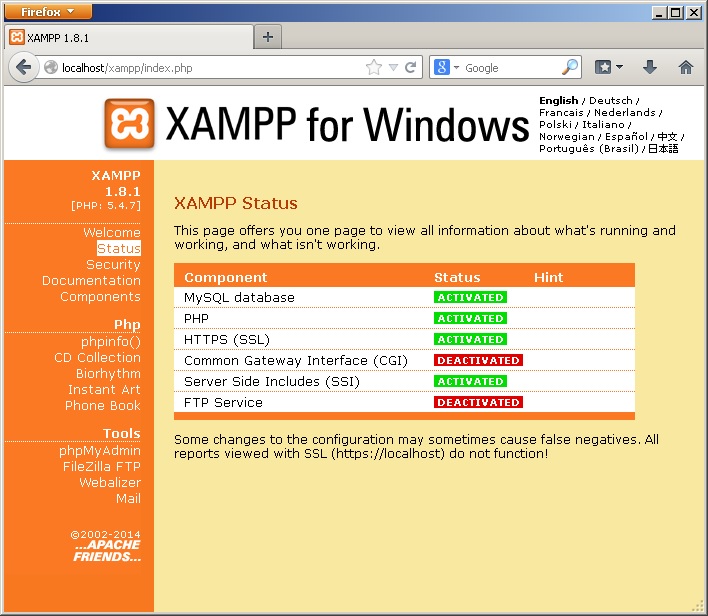 Firefox
XAMPP 1.8.1
localhost/xampp/index.php
Google
XAMPP for Windows
English / Deutsch /
Francais / Nederlands /
Polski / Italiano /
Norwegian / Español / 中文 /
Português (Brasil) / 日本語
XAMPP
1.8.1
[PHP: 5.4.7]
Welcome
Status
Security
Documentation
Components
Php
phpinfo()
CD Collection
Biorhythm
Instant Art
Phone Book
Tools
phpMyAdmin
FileZilla FTP
Webalizer
Mail
©2002-2014
...APACHE
FRIENDS...
XAMPP Status
This page offers you one page to view all information about what's running and
working, and what isn't working.
Component Status Hint
MySQL database ACTIVATED
PHP ACTIVATED
HTTPS (SSL) ACTIVATED
Common Gateway Interface (CGI) DEACTIVATED
Server Side Includes (SSI) ACTIVATED
FTP Service DEACTIVATED
Some changes to the configuration may sometimes cause false negatives. All
reports viewed with SSL (https://localhost) do not function!